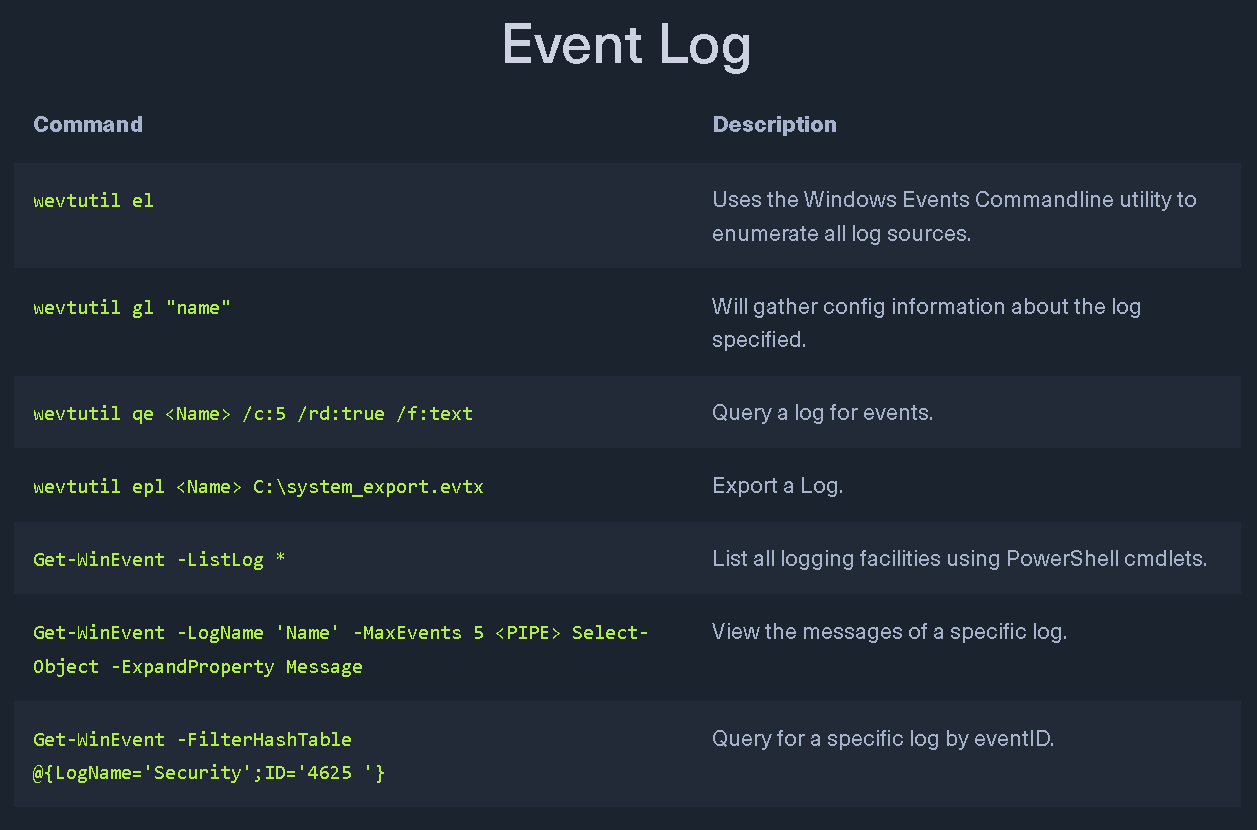 Event Log
Command
Description
wevtutil el
Uses the Windows Events Commandline utility to
enumerate all log sources.
wevtutil gl "name"
Will gather config information about the log
specified.
wevtutil qe <Name> /c:5 /rd:true /f:text
Query a log for events.
wevtutil epl <Name> C:\system_export.evtx
Export a Log.
Get-WinEvent -ListLog *
List all logging facilities using PowerShell cmdlets.
Get-WinEvent -LogName 'Name' -MaxEvents 5 <PIPE> Select-
Object -ExpandProperty Message
View the messages of a specific log.
Get-WinEvent -FilterHashTable
@{LogName='Security';ID='4625 '}
Query for a specific log by eventID.